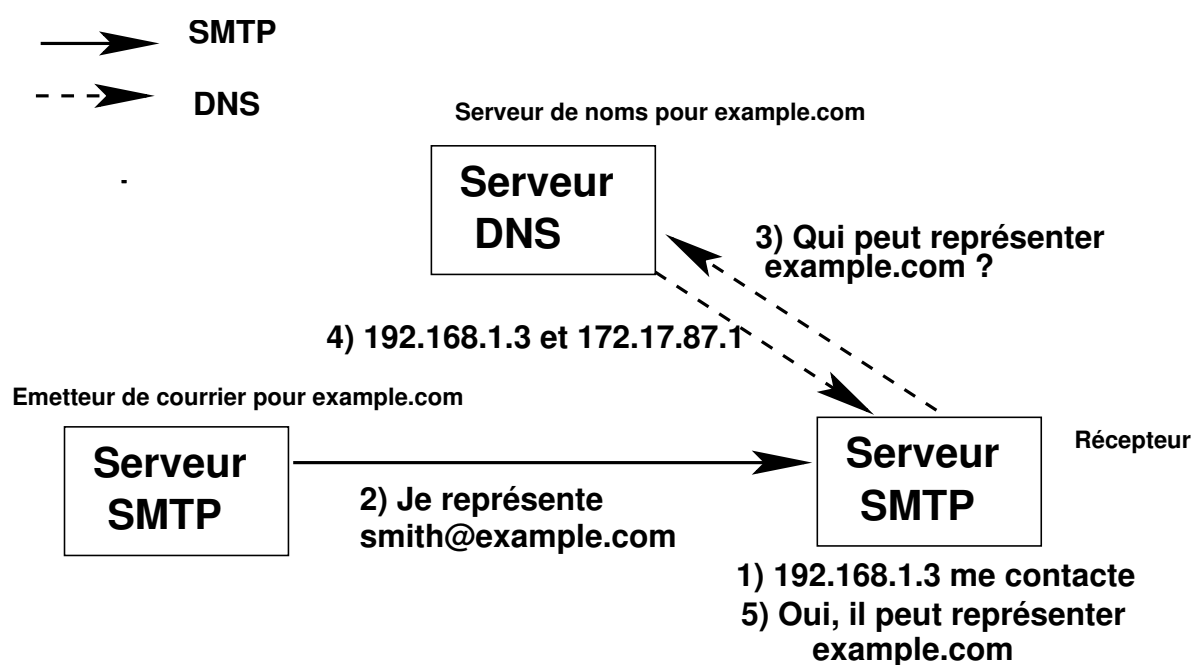 SMTP
DNS
-
Serveur de noms pour example.com
Serveur
DNS
3) Qui peut représenter
example.com ?
4) 192.168.1.3 et 172.17.87.1
Emetteur de courrier pour example.com
Serveur
SMTP
2) Je représente
smith@example.com
Serveur
SMTP
Récepteur
1) 192.168.1.3 me contacte
5) Oui, il peut représenter
example.com